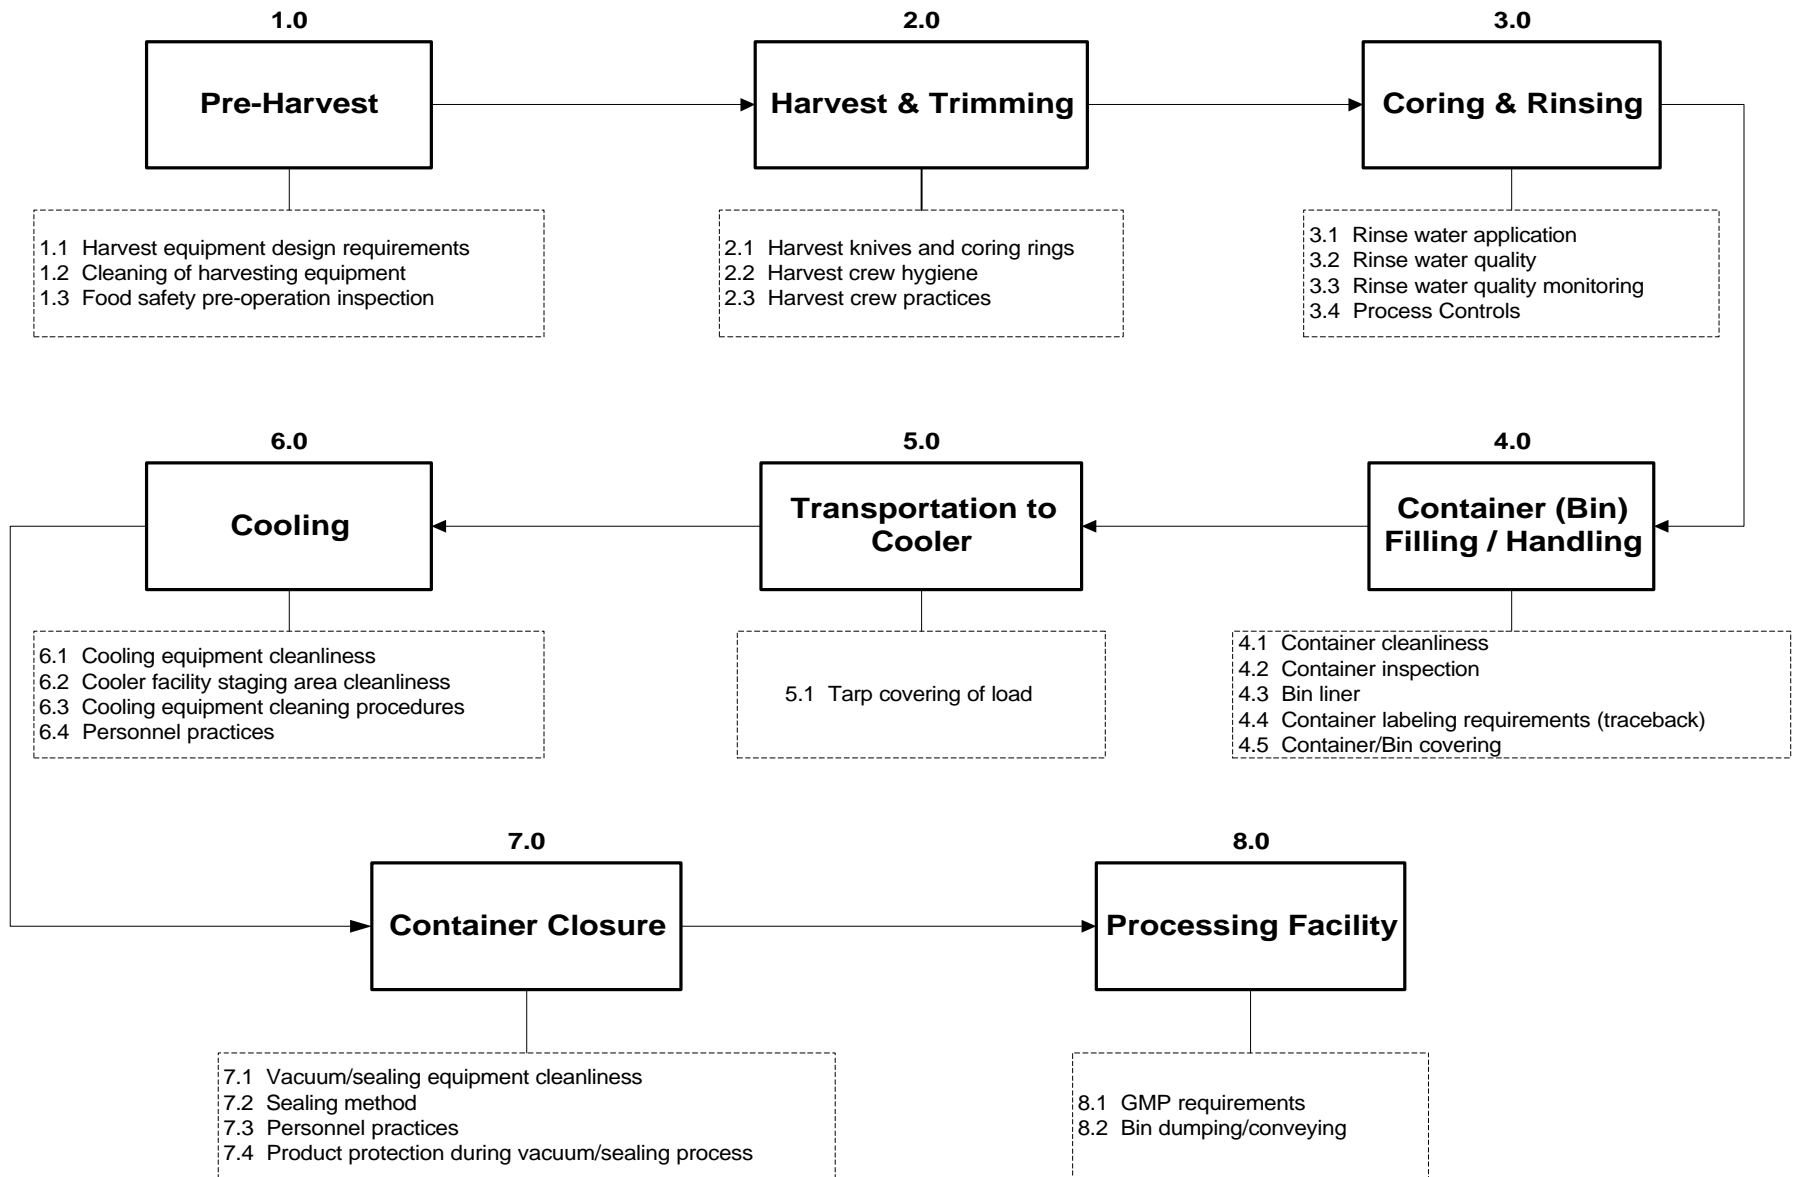 1.0
Pre-Harvest
1.1 Harvest equipment design requirements
1.2 Cleaning of harvesting equipment
1.3 Food safety pre-operation inspection
2.0
Harvest & Trimming
2.1 Harvest knives and coring rings
2.2 Harvest crew hygiene
2.3 Harvest crew practices
3.0
Coring & Rinsing
3.1 Rinse water application
3.2 Rinse water quality
3.3 Rinse water quality monitoring
3.4 Process Controls
4.0
Container (Bin)
Filling / Handling
4.1 Container cleanliness
4.2 Container inspection
4.3 Bin liner
4.4 Container labeling requirements (traceback)
4.5 Container/Bin covering
5.0
Transportation to
Cooler
5.1 Tarp covering of load
6.0
Cooling
6.1 Cooling equipment cleanliness
6.2 Cooler facility staging area cleanliness
6.3 Cooling equipment cleaning procedures
6.4 Personnel practices
7.0
Container Closure
7.1 Vacuum/sealing equipment cleanliness
7.2 Sealing method
7.3 Personnel practices
7.4 Product protection during vacuum/sealing process
8.0
Processing Facility
8.1 GMP requirements
8.2 Bin dumping/conveying